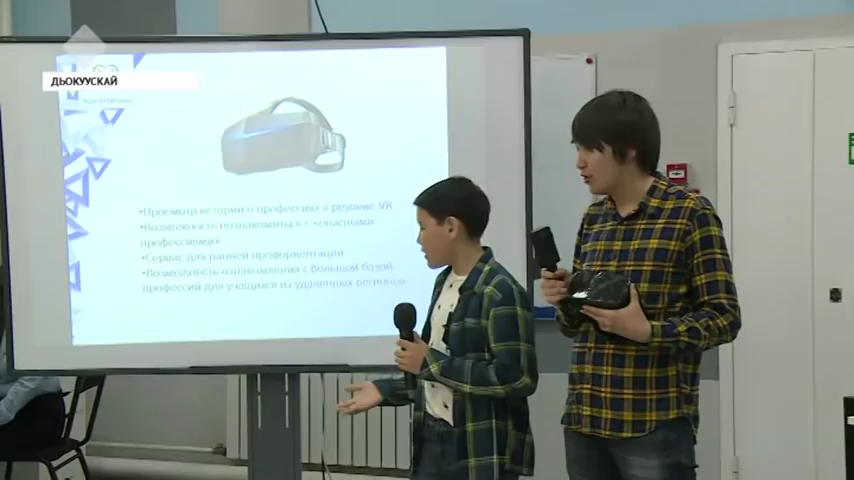 ДЬОКУУСКАЙ
•Просмотр истории о профессиях в режиме VR
•Возможность познакомиться с «опасными
профессиями»
•Сервис для ранней профориентации
•Возможность ознакомления с большой базой
профессий для учащихся из удаленных регионов